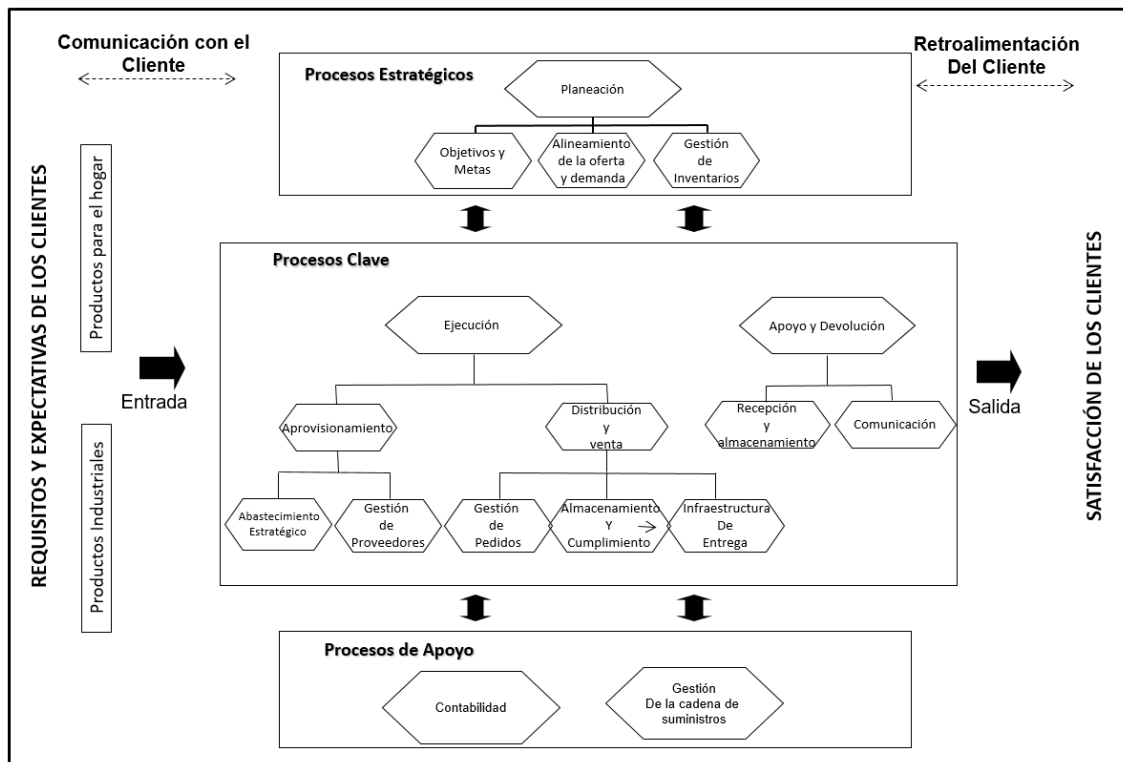 Comunicación con el
Cliente
Retroalimentación
Del Cliente
Procesos Estratégicos
Planeación
Objetivos y
Metas
Alineamiento
de la oferta
y demanda
Gestión
de
Inventarios
REQUISITOS Y EXPECTATIVAS DE LOS CLIENTES
Productos para el hogar
Productos Industriales
Entrada
Procesos Clave
Ejecución
Apoyo y Devolución
Aprovisionamiento
Distribución
y
venta
Recepción
y
almacenamiento
Comunicación
Abastecimiento
Estratégico
Gestión
de
Proveedores
Gestión
de
Pedidos
Almacenamiento
Y
Cumplimiento
Infraestructura
De
Entrega
Salida
SATISFACCIÓN DE LOS CLIENTES
Procesos de Apoyo
Contabilidad
Gestión
De la cadena de
suministros